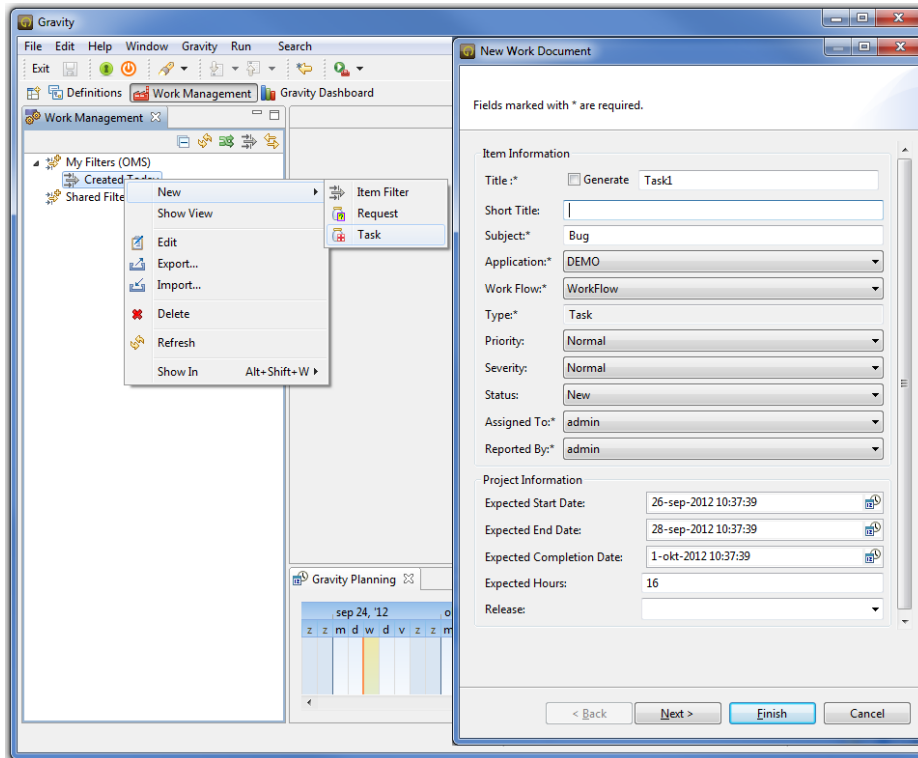 Gravity
File Edit Help Window Gravity Run Search
Exit
Definitions Work Management Gravity Dashboard
Work Management
My Filters (OMS)
Created Today
Shared Filte
New
Show View
Edit
Export...
Import...
Delete
Refresh
Show In Alt+Shift+W
Item Filter
Request
Task
Gravity Planning
sep 24, '12 o
z z m d w d v z z m
New Work Document
Fields marked with * are required.
Item Information
Title :* Generate Task1
Short Title:
Subject:* Bug
Application:* DEMO
Work Flow:* WorkFlow
Type:* Task
Priority: Normal
Severity: Normal
Status: New
Assigned To:* admin
Reported By:* admin
Project Information
Expected Start Date: 26-sep-2012 10:37:39
Expected End Date: 28-sep-2012 10:37:39
Expected Completion Date: 1-okt-2012 10:37:39
Expected Hours: 16
Release:
< Back Next > Finish Cancel